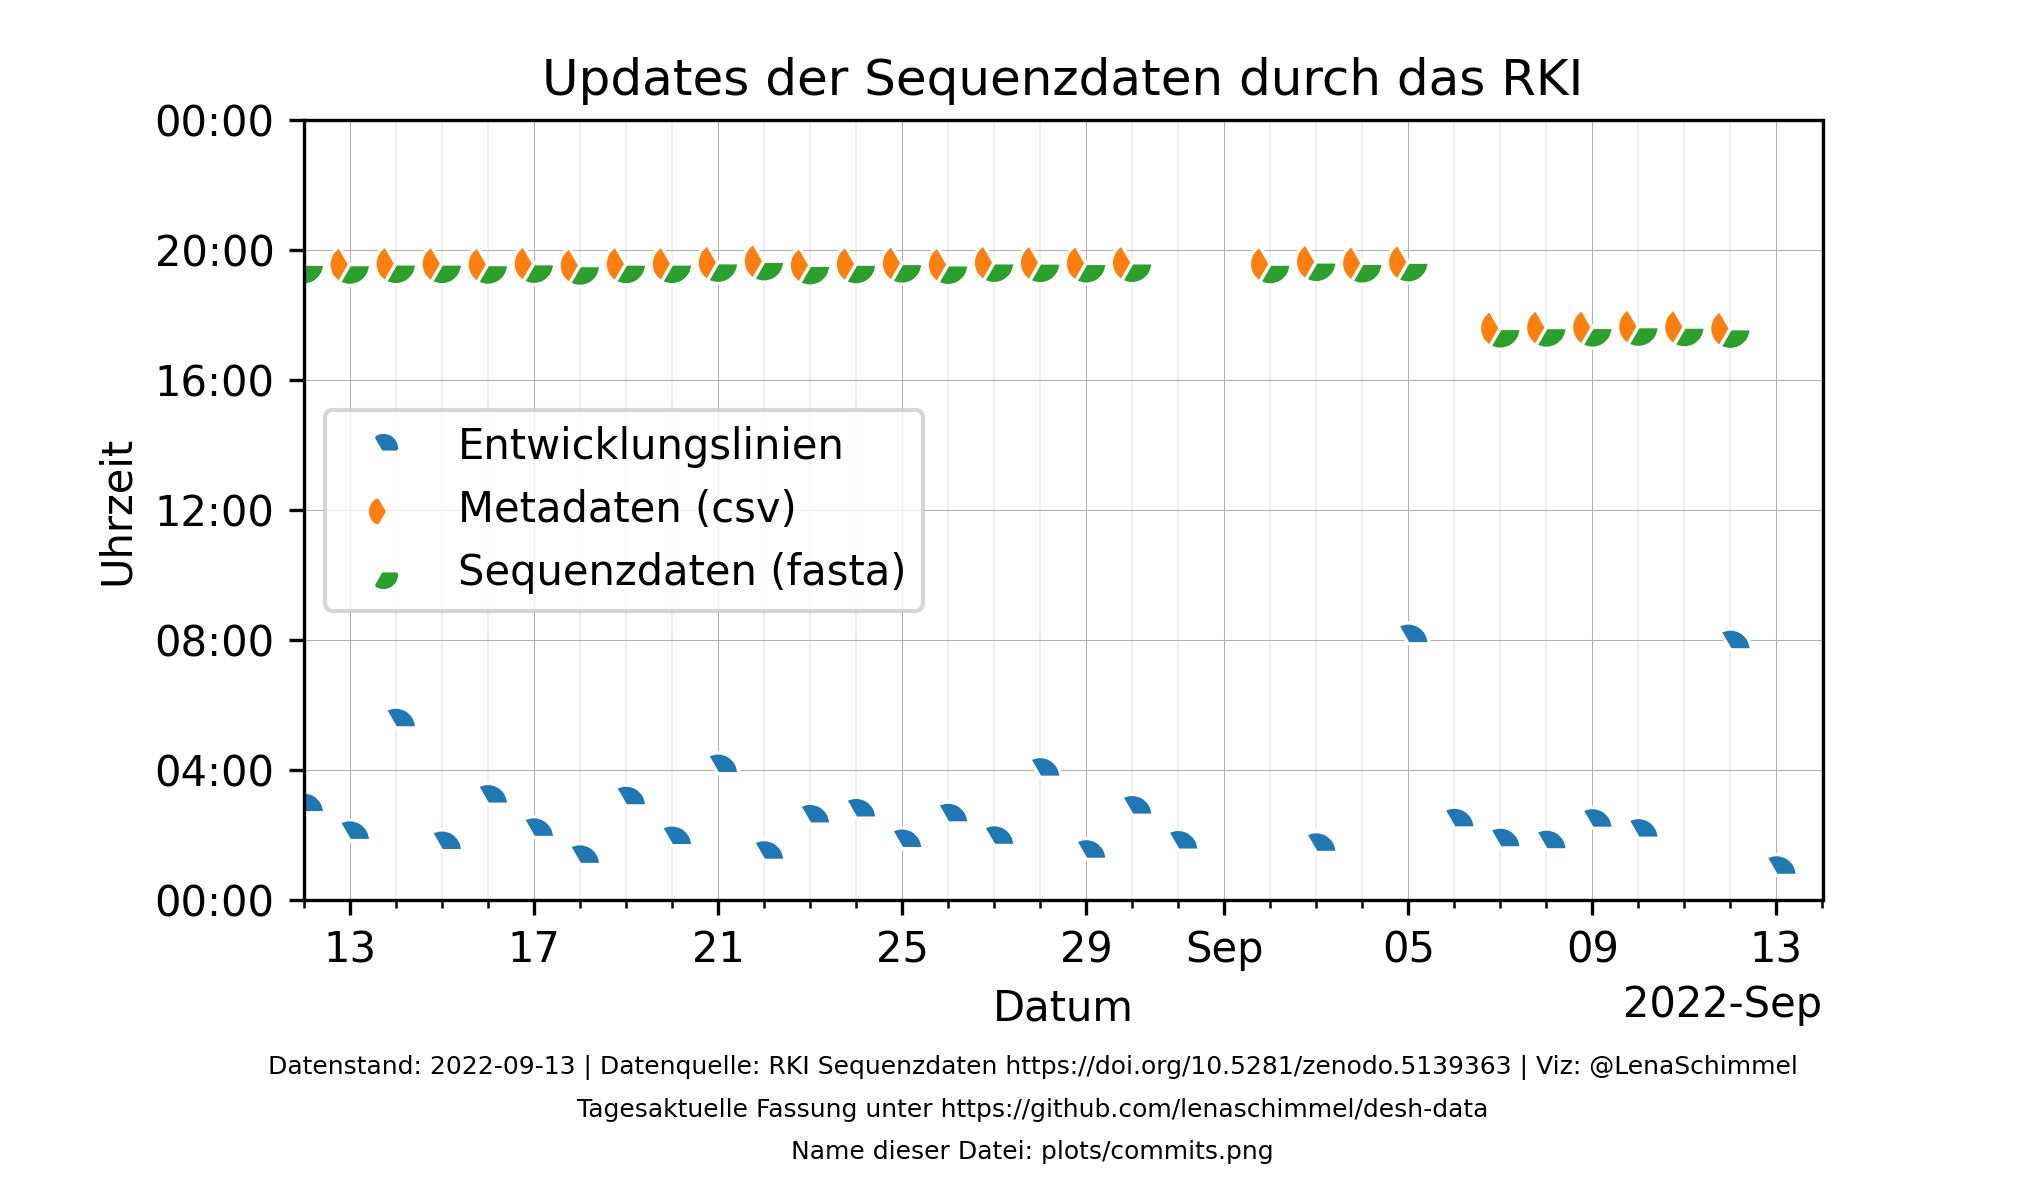 Updates der Sequenzdaten durch das RKI
00:00
20:00
16:00
12:00
08:00
04:00
00:00
Uhrzeit
Entwicklungslinien
Metadaten (csv)
Sequenzdaten (fasta)
13 17 21 25 29 Sep 05 09 13
Datum
2022-Sep
Datenstand: 2022-09-13 | Datenquelle: RKI Sequenzdaten https://doi.org/10.5281/zenodo.5139363 | Viz: @LenaSchimmel
Tagesaktuelle Fassung unter https://github.com/lenaschimmel/desh-data
Name dieser Datei: plots/commits.png